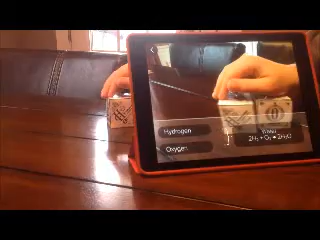 Hydrogen
Oxygen
Water
2H₂ + O₂ = 2H₂O